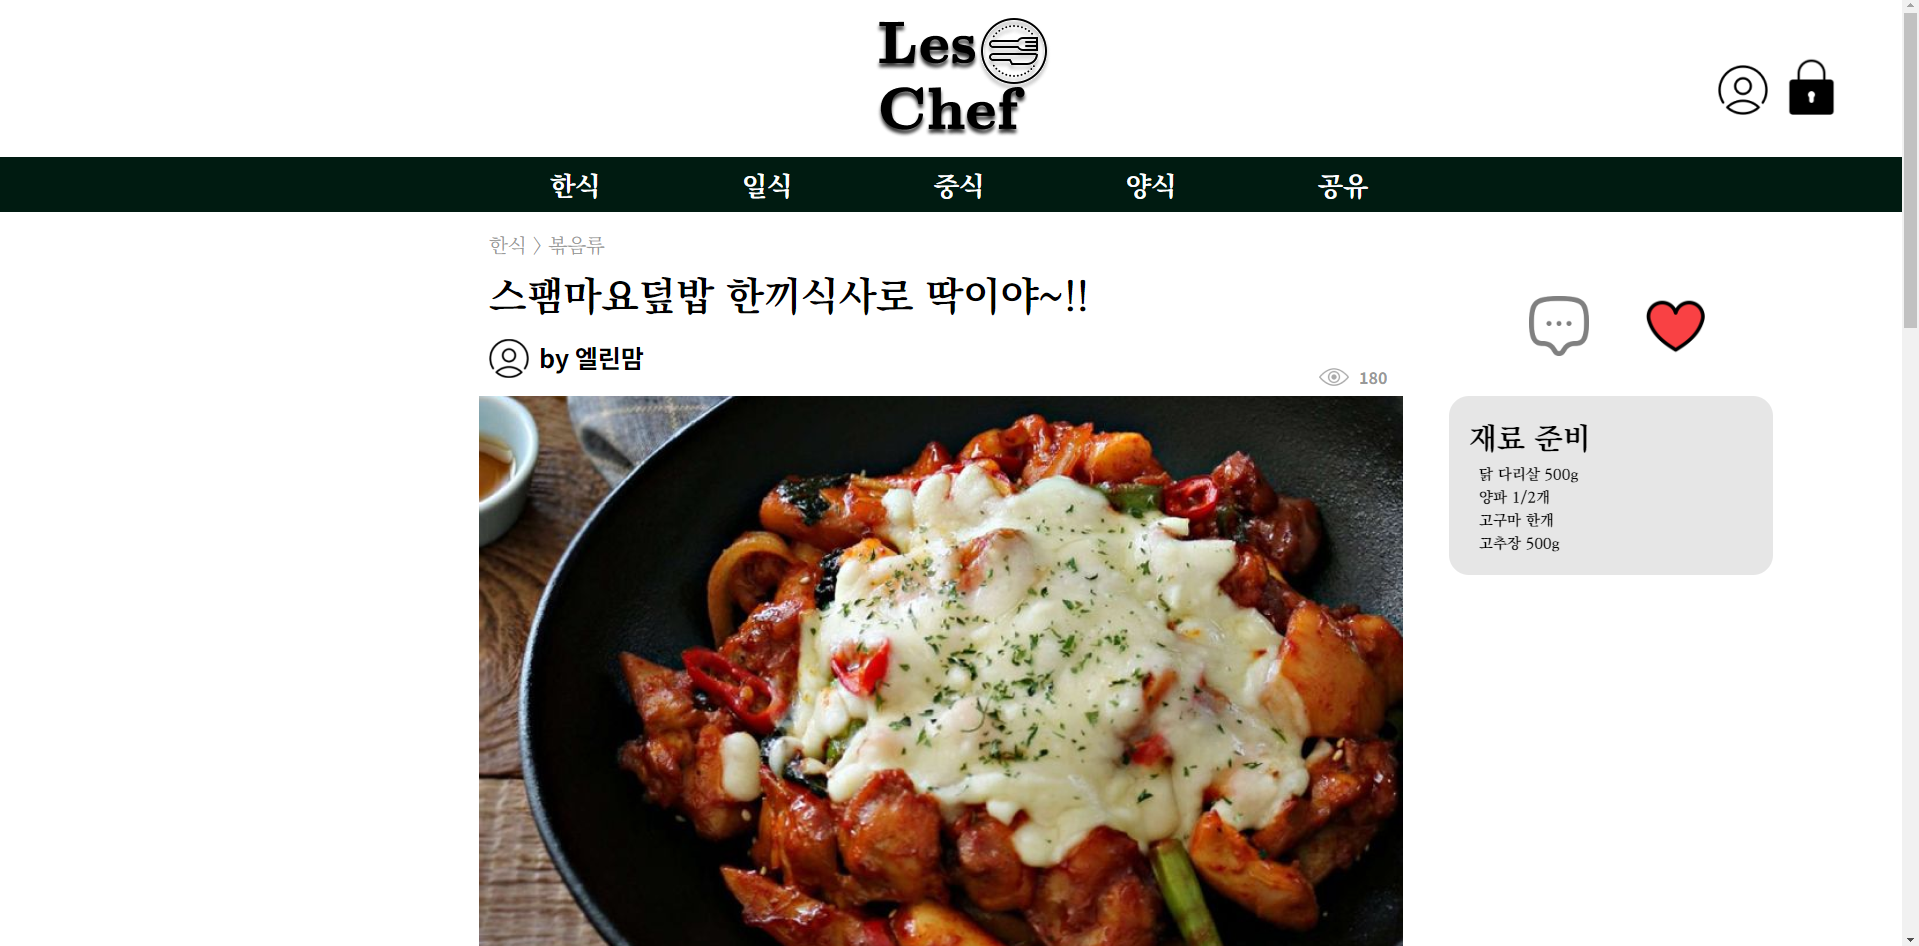 Les
Chef
한식 일식 중식 양식 공유
한식 > 볶음류
스팸마요덮밥 한끼식사로 딱이야~!!
by 엘린맘
180
재료 준비
닭 다리살 500g
양파 1/2개
고구마 한개
고추장 500g